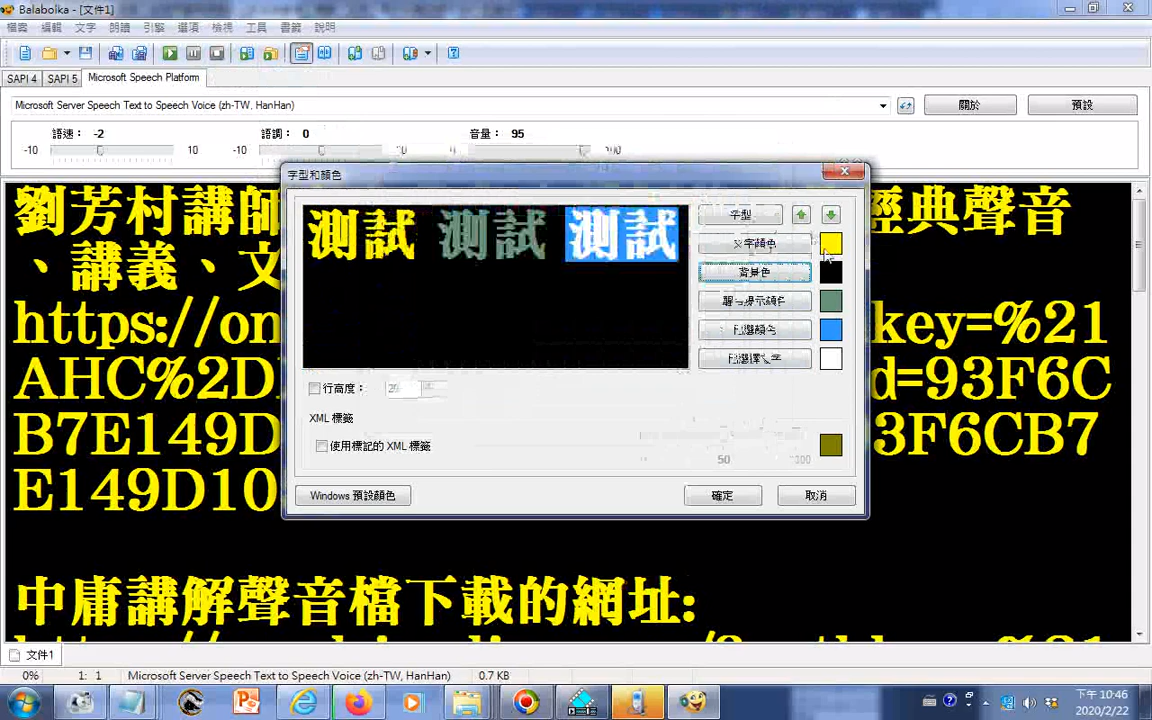 Balabolka - [文件1]
檔案 編輯 文字 朗讀 引擎 選項 檢視 工具 書籤 說明
SAPI 4 SAPI 5 Microsoft Speech Platform
Microsoft Server Speech Text to Speech Voice (zh-TW, HanHan) 關於 預設
語速： -2 語調： 0 音量： 95
-10 10 -10
字型和顏色
測試 測試 測試
字型
文字顏色
背景色
反選顏色
行高度：
XML 標籤
使用標記的 XML 標籤
50 100
Windows 預設顏色 確定 取消
劉芳村講師 經典聲音
、講義、文
https://on key=%21
AHC%2D d=93F6C
B7E149D 3F6CB7
E149D10
中庸講解聲音檔下載的網址:
文件1
0% 1: 1 Microsoft Server Speech Text to Speech Voice (zh-TW, HanHan) 0.7 KB
下午 10:46
2020/2/22